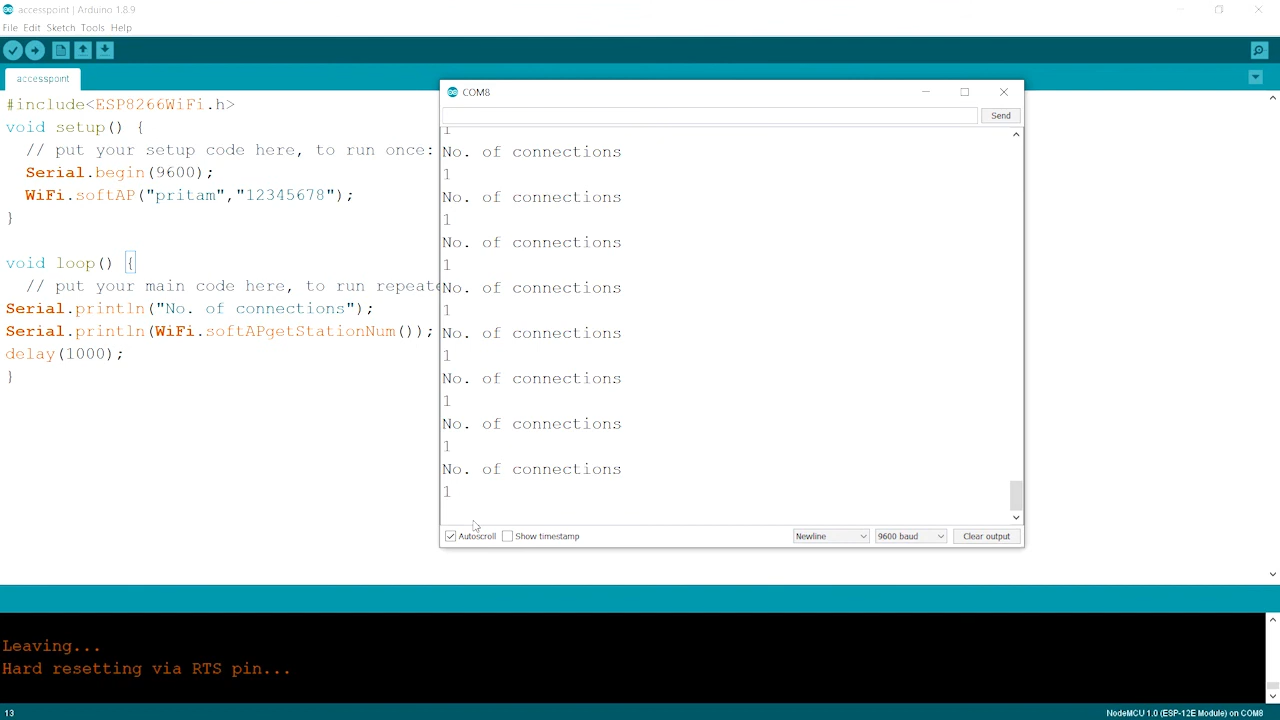 accesspoint | Arduino 1.8.9
File Edit Sketch Tools Help
accesspoint
#include<ESP8266WiFi.h>
void setup() {
// put your setup code here, to run once:
Serial.begin(9600);
WiFi.softAP("pritam","12345678");
}
void loop() {
// put your main code here, to run repeate
Serial.println("No. of connections");
Serial.println(WiFi.softAPgetStationNum());
delay(1000);
}
COM8
Send
1
No. of connections
1
No. of connections
1
No. of connections
1
No. of connections
1
No. of connections
1
No. of connections
1
No. of connections
1
No. of connections
1
Autoscroll Show timestamp Newline 9600 baud Clear output
Leaving...
Hard resetting via RTS pin...
13 NodeMCU 1.0 (ESP-12E Module) on COM8